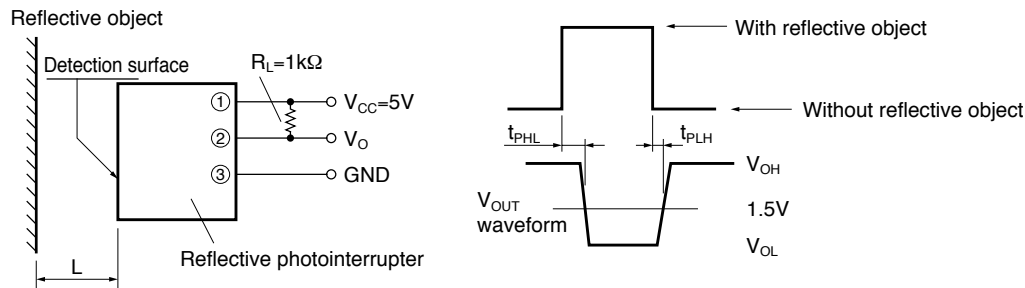 Reflective object
Detection surface
R_L=1kΩ
① V_CC=5V
② V_O
③ GND
Reflective photointerrupter
L
With reflective object
Without reflective object
t_PHL
t_PLH
V_OH
V_OUT
waveform
1.5V
V_OL